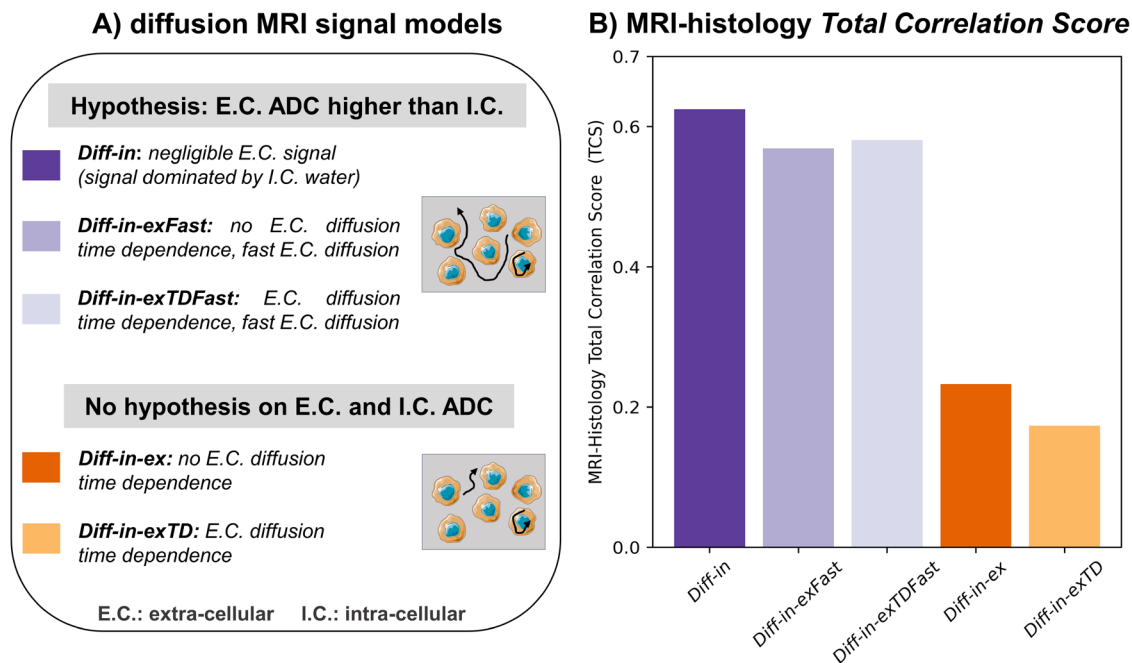 A) diffusion MRI signal models
Hypothesis: E.C. ADC higher than I.C.
Diff-in: negligible E.C. signal
(signal dominated by I.C. water)
Diff-in-exFast: no E.C. diffusion
time dependence, fast E.C. diffusion
Diff-in-exTDFast: E.C. diffusion
time dependence, fast E.C. diffusion
No hypothesis on E.C. and I.C. ADC
Diff-in-ex: no E.C. diffusion
time dependence
Diff-in-exTD: E.C. diffusion
time dependence
E.C.: extra-cellular I.C.: intra-cellular
B) MRI-histology Total Correlation Score
MRI-Histology Total Correlation Score (TCS)
0.7
0.6
0.4
0.2
0.0
Diff-in
Diff-in-exFast
Diff-in-exTDFast
Diff-in-ex
Diff-in-exTD